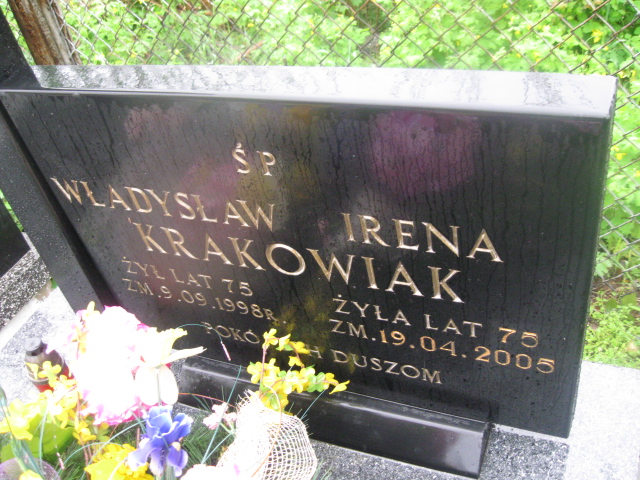 ŚP
WŁADYSŁAW IRENA
KRAKOWIAK
ŻYŁ LAT 75 ŻYŁA LAT 75
ZM. 9.09.1998R. ZM. 19.04.2005
DUSZOM